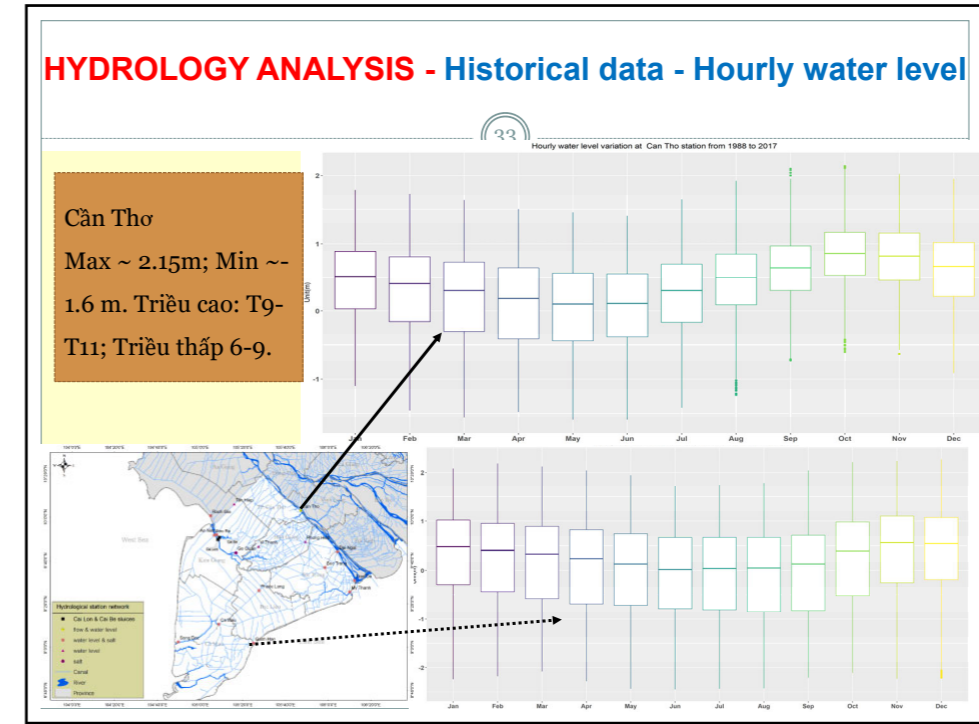 HYDROLOGY ANALYSIS - Historical data - Hourly water level
33
Cần Thơ
Max ~ 2.15m; Min ~-
1.6 m. Triều cao: T9-
T11; Triều thấp 6-9.
Hourly water level variation at Can Tho station from 1988 to 2017
Unit(m)
2
1
0
-1
Jan Feb Mar Apr May Jun Jul Aug Sep Oct Nov Dec
West Sea
Hydrological station network
Cai Lon & Cai Be sluices
flow & water level
water level & salt
water level
salt
Canal
River
Province
2
1
0
-1
-2
Jan Feb Mar Apr May Jun Jul Aug Sep Oct Nov Dec